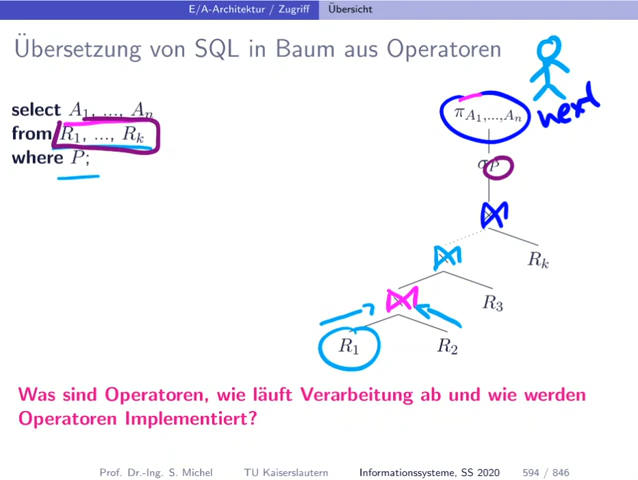 E/A-Architektur / Zugriff Übersicht
Übersetzung von SQL in Baum aus Operatoren
select A1, ..., An
from R1, ..., Rk
where P;
πA1,...,An
next
σP
Rk
R3
R1 R2
Was sind Operatoren, wie läuft Verarbeitung ab und wie werden
Operatoren Implementiert?
Prof. Dr.-Ing. S. Michel TU Kaiserslautern Informationssysteme, SS 2020 594 / 846